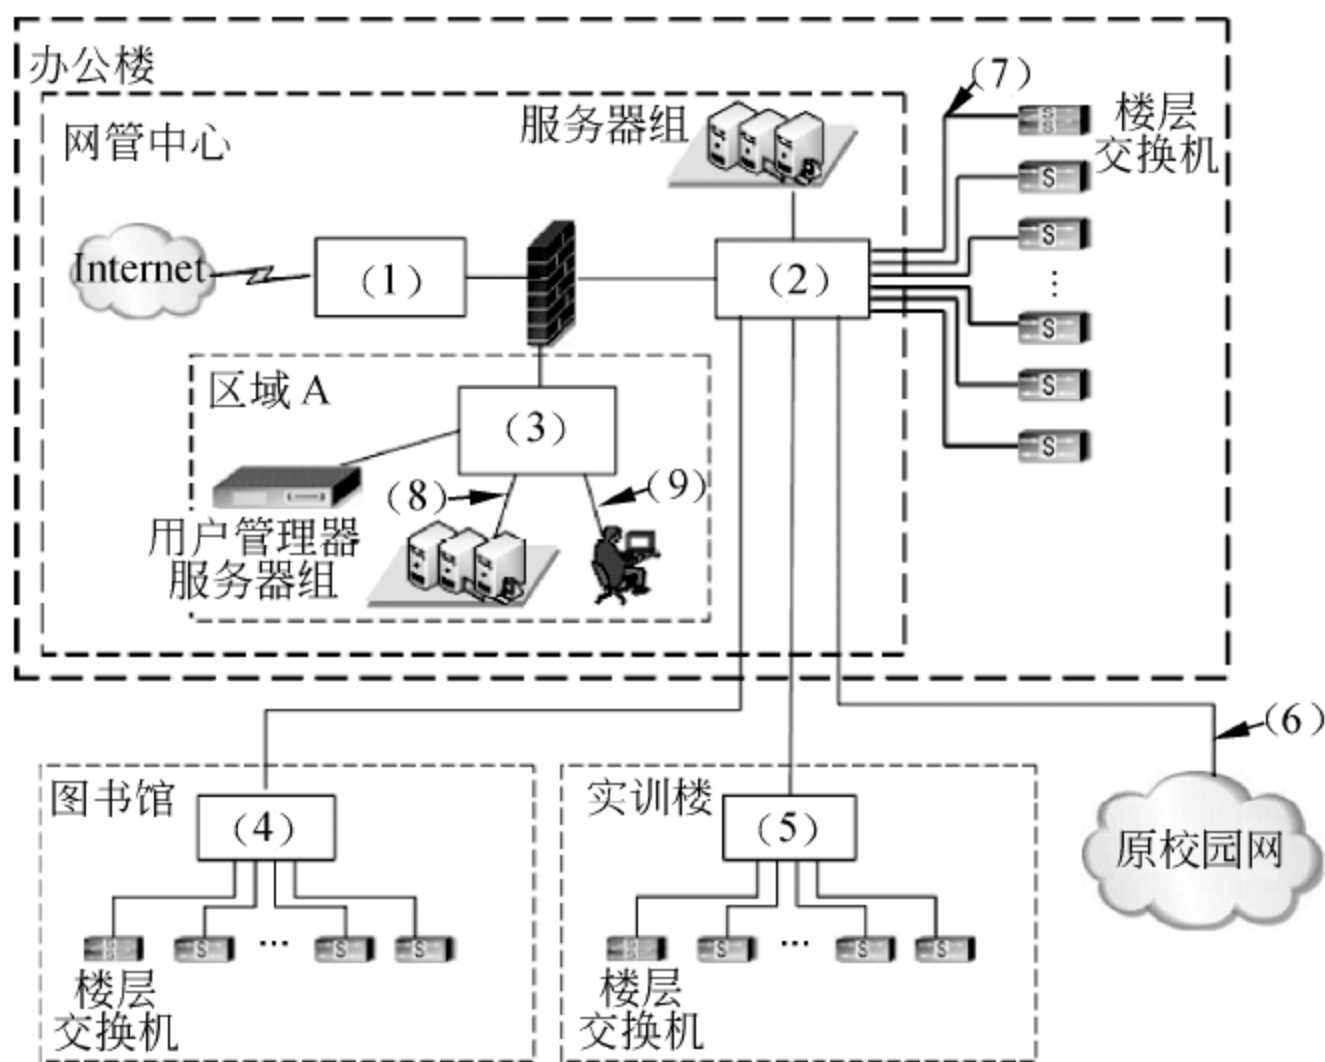 办公楼
网管中心
服务器组
(7)
楼层
交换机
S
S
S
S
S
S
S
⋮
Internet
(1)
(2)
区域 A
(3)
(8)
(9)
用户管理器
服务器组
(6)
图书馆
(4)
S
S
S
…
楼层
交换机
实训楼
(5)
S
S
S
…
楼层
交换机
原校园网